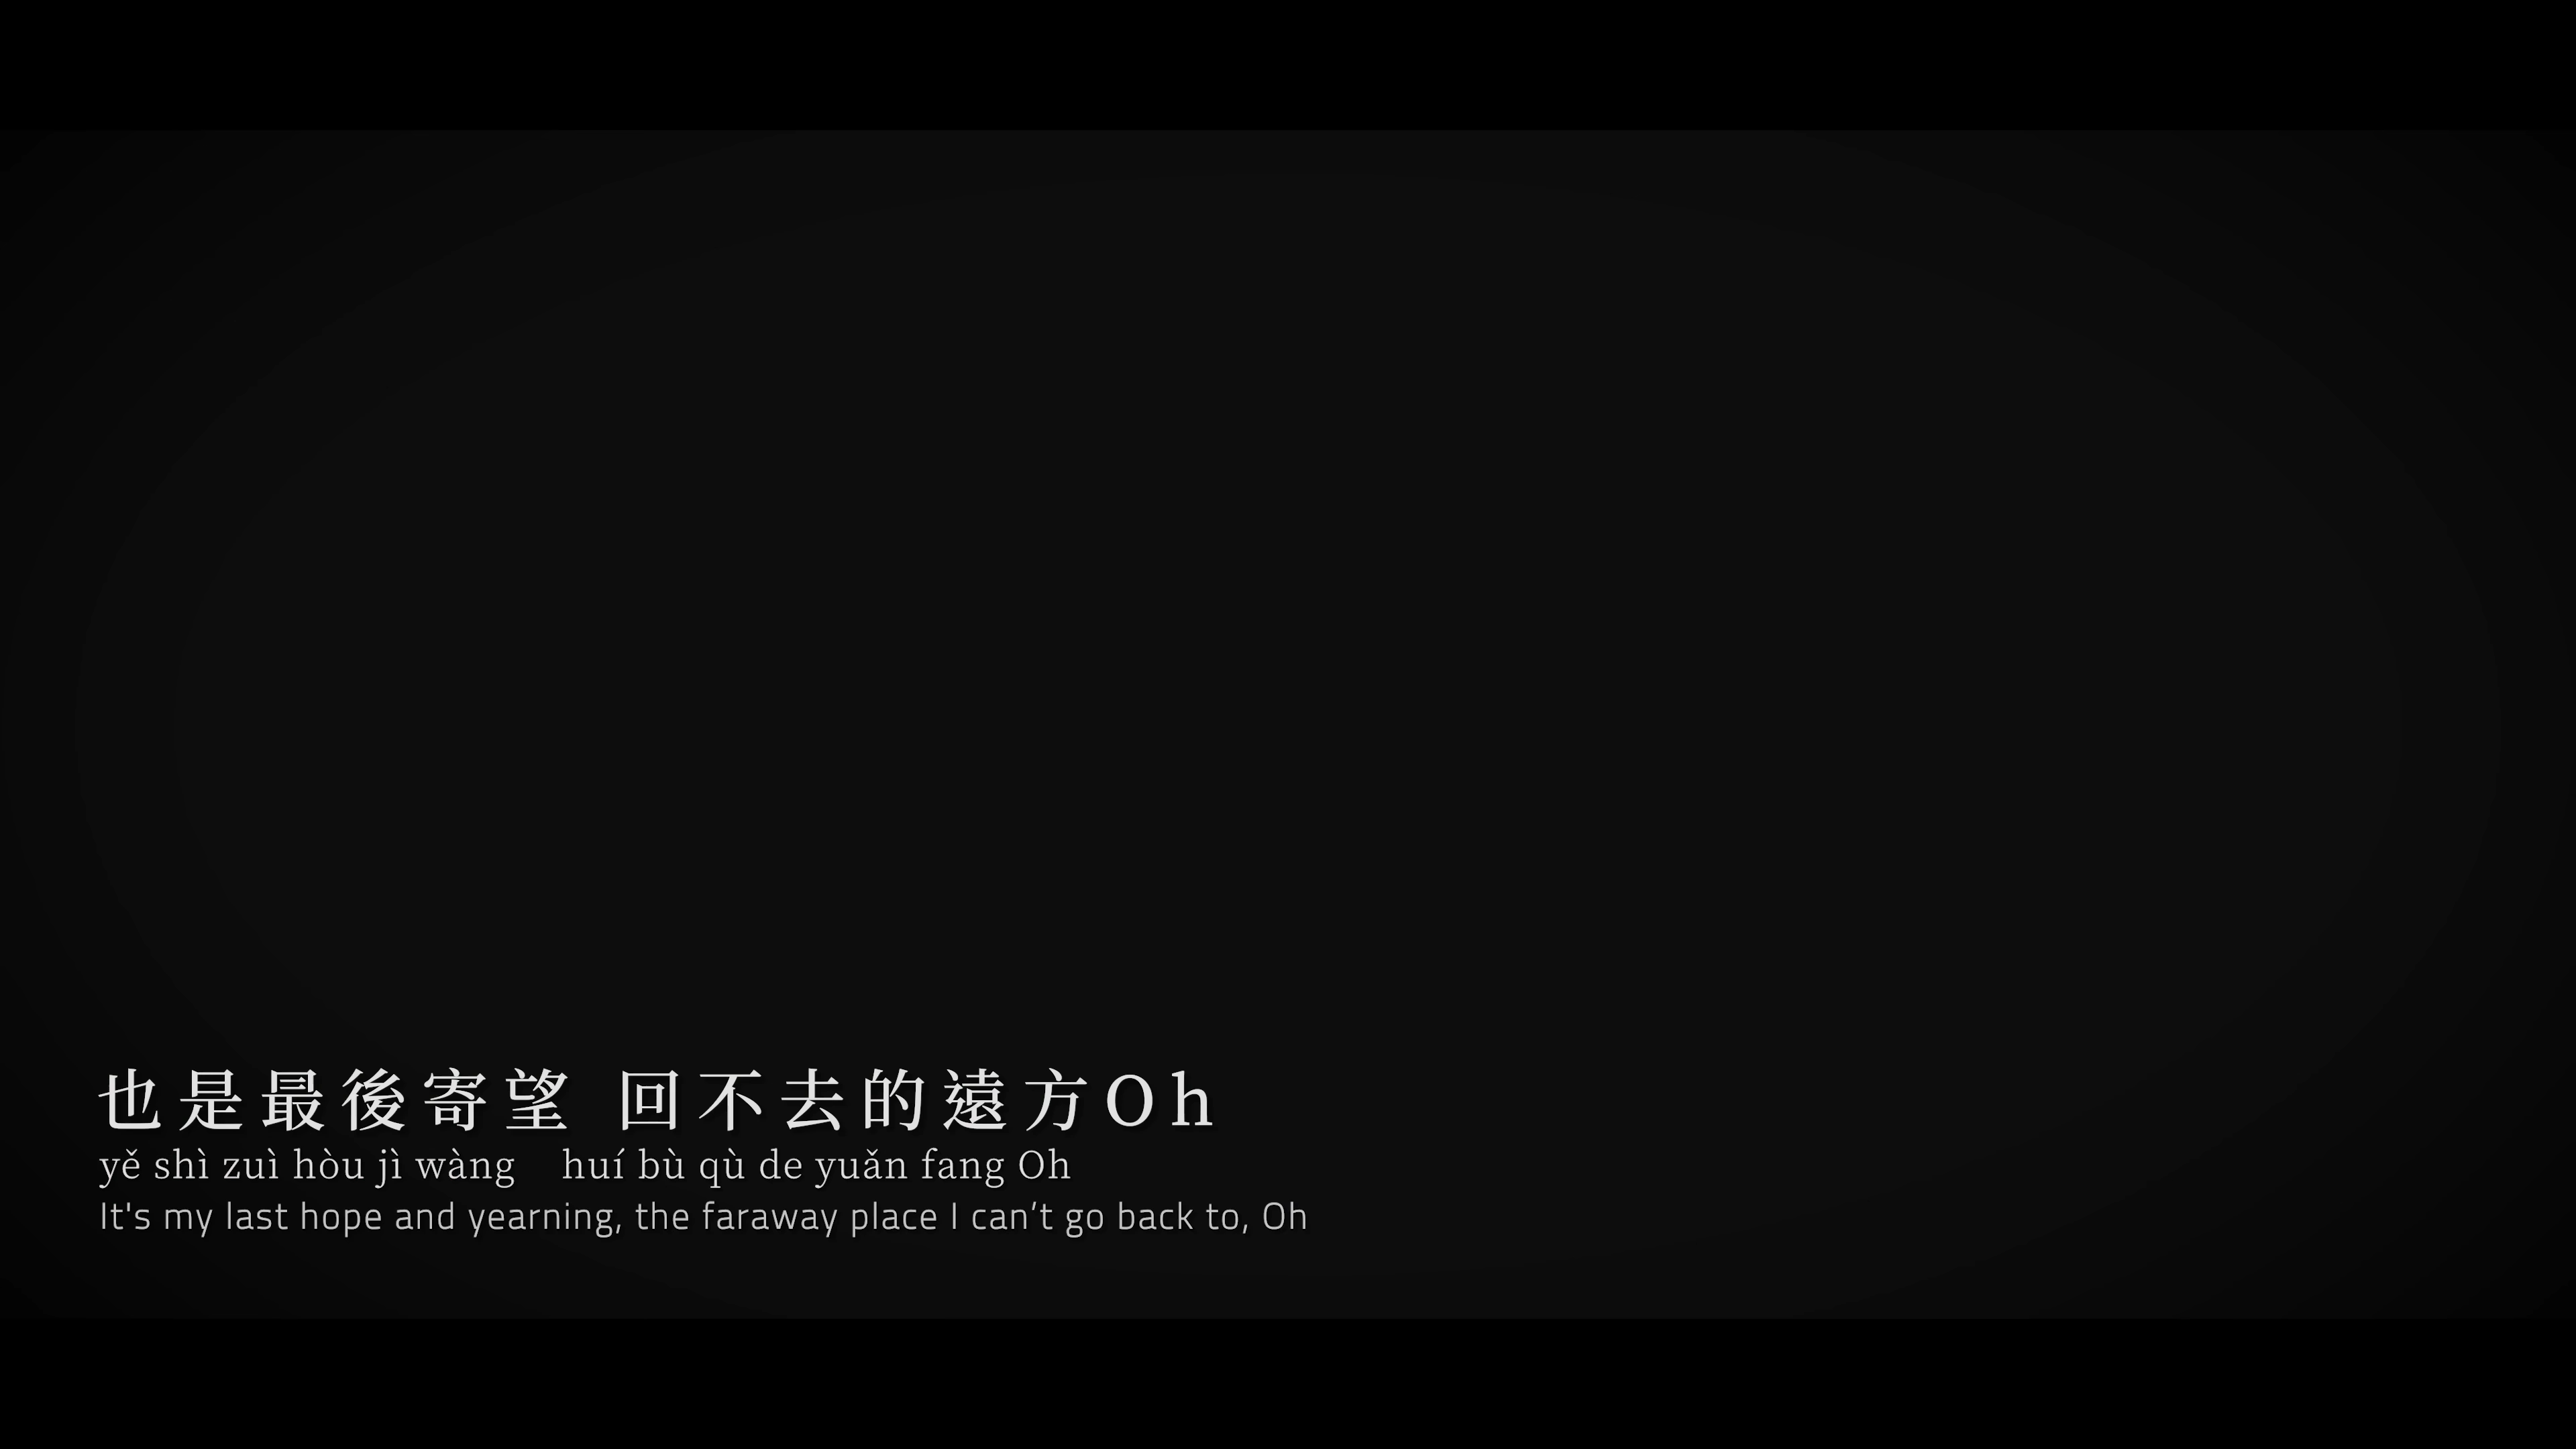 也是最後寄望 回不去的遠方Oh
yě shì zuì hòu jì wàng huí bù qù de yuǎn fang Oh
It's my last hope and yearning, the faraway place I can’t go back to, Oh